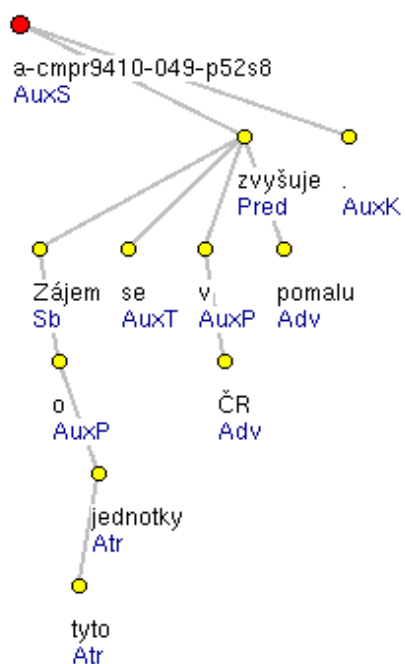 a-cmpr9410-049-p52s8
AuxS
zvyšuje .
Pred AuxK
Zájem se v pomalu
Sb AuxT AuxP Adv
o ČR
AuxP Adv
jednotky
Atr
tyto
Atr